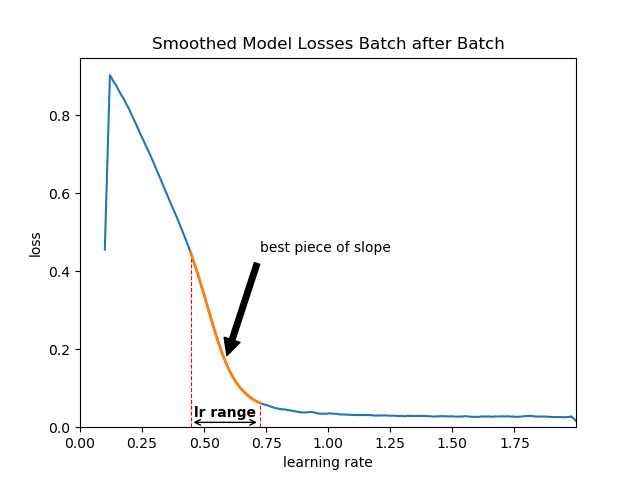 Smoothed Model Losses Batch after Batch
0.8
0.6
0.4
0.2
0.0
loss
best piece of slope
lr range
0.00 0.25 0.50 0.75 1.00 1.25 1.50 1.75
learning rate